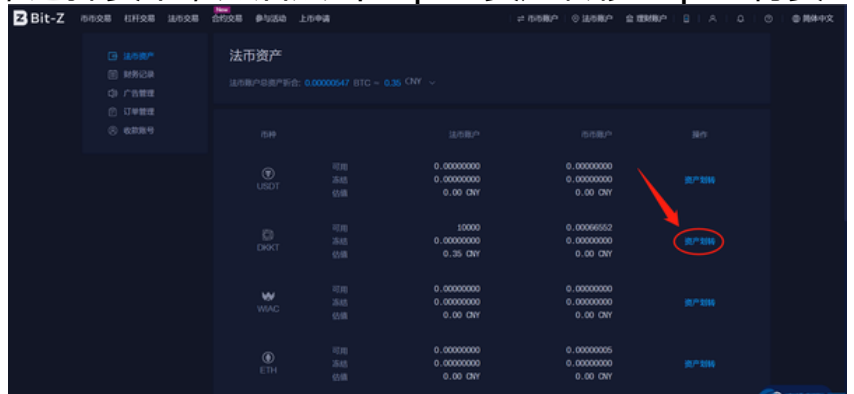 Bit-Z 币币交易 杠杆交易 法币交易 New 合约交易 参与活动 上币申请 币币账户 法币账户 理财账户 简体中文
法币资产
财务记录
广告管理
订单管理
收款账号
法币资产
法币账户总资产折合: 0.00000547 BTC ≈ 0.35 CNY
币种 法币账户 币币账户 操作
USDT
可用 0.00000000 0.00000000
冻结 0.00000000 0.00000000
估值 0.00 CNY 0.00 CNY
资产划转
DKKT
可用 10000 0.00066552
冻结 0.00000000 0.00000000
估值 0.35 CNY 0.00 CNY
资产划转
WIAC
可用 0.00000000 0.00000000
冻结 0.00000000 0.00000000
估值 0.00 CNY 0.00 CNY
资产划转
ETH
可用 0.00000000 0.00000005
冻结 0.00000000 0.00000000
估值 0.00 CNY 0.00 CNY
资产划转